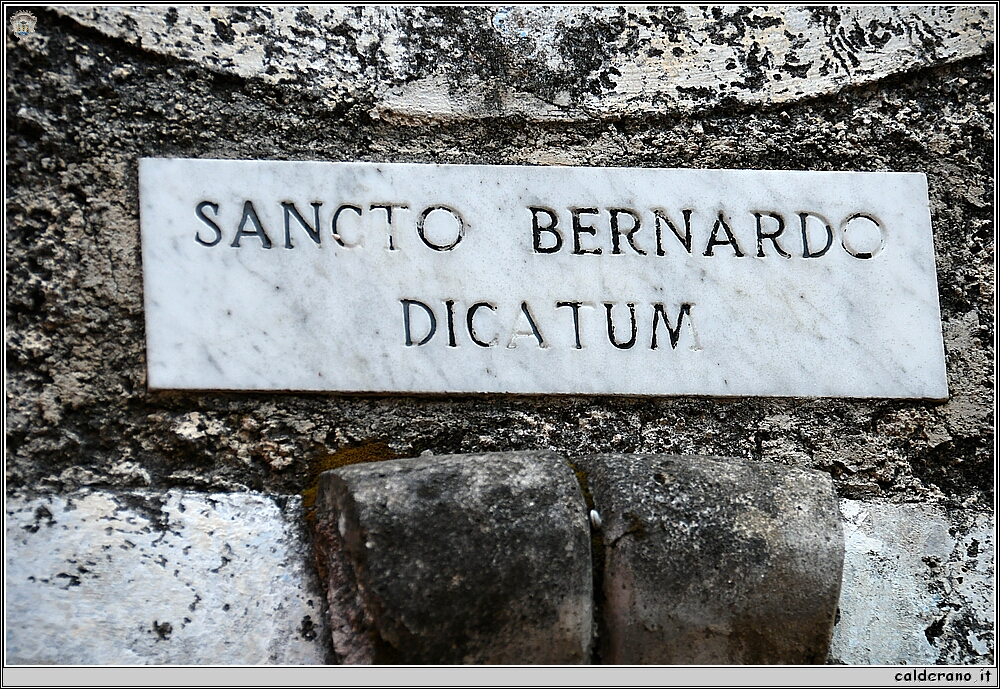 SANCTO BERNARDO
DICATUM
calderano it